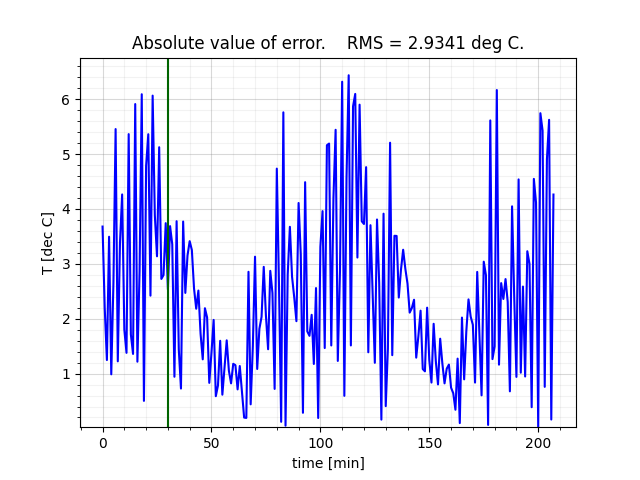 Absolute value of error. RMS = 2.9341 deg C.
T [dec C]
6
5
4
3
2
1
0 50 100 150 200
time [min]